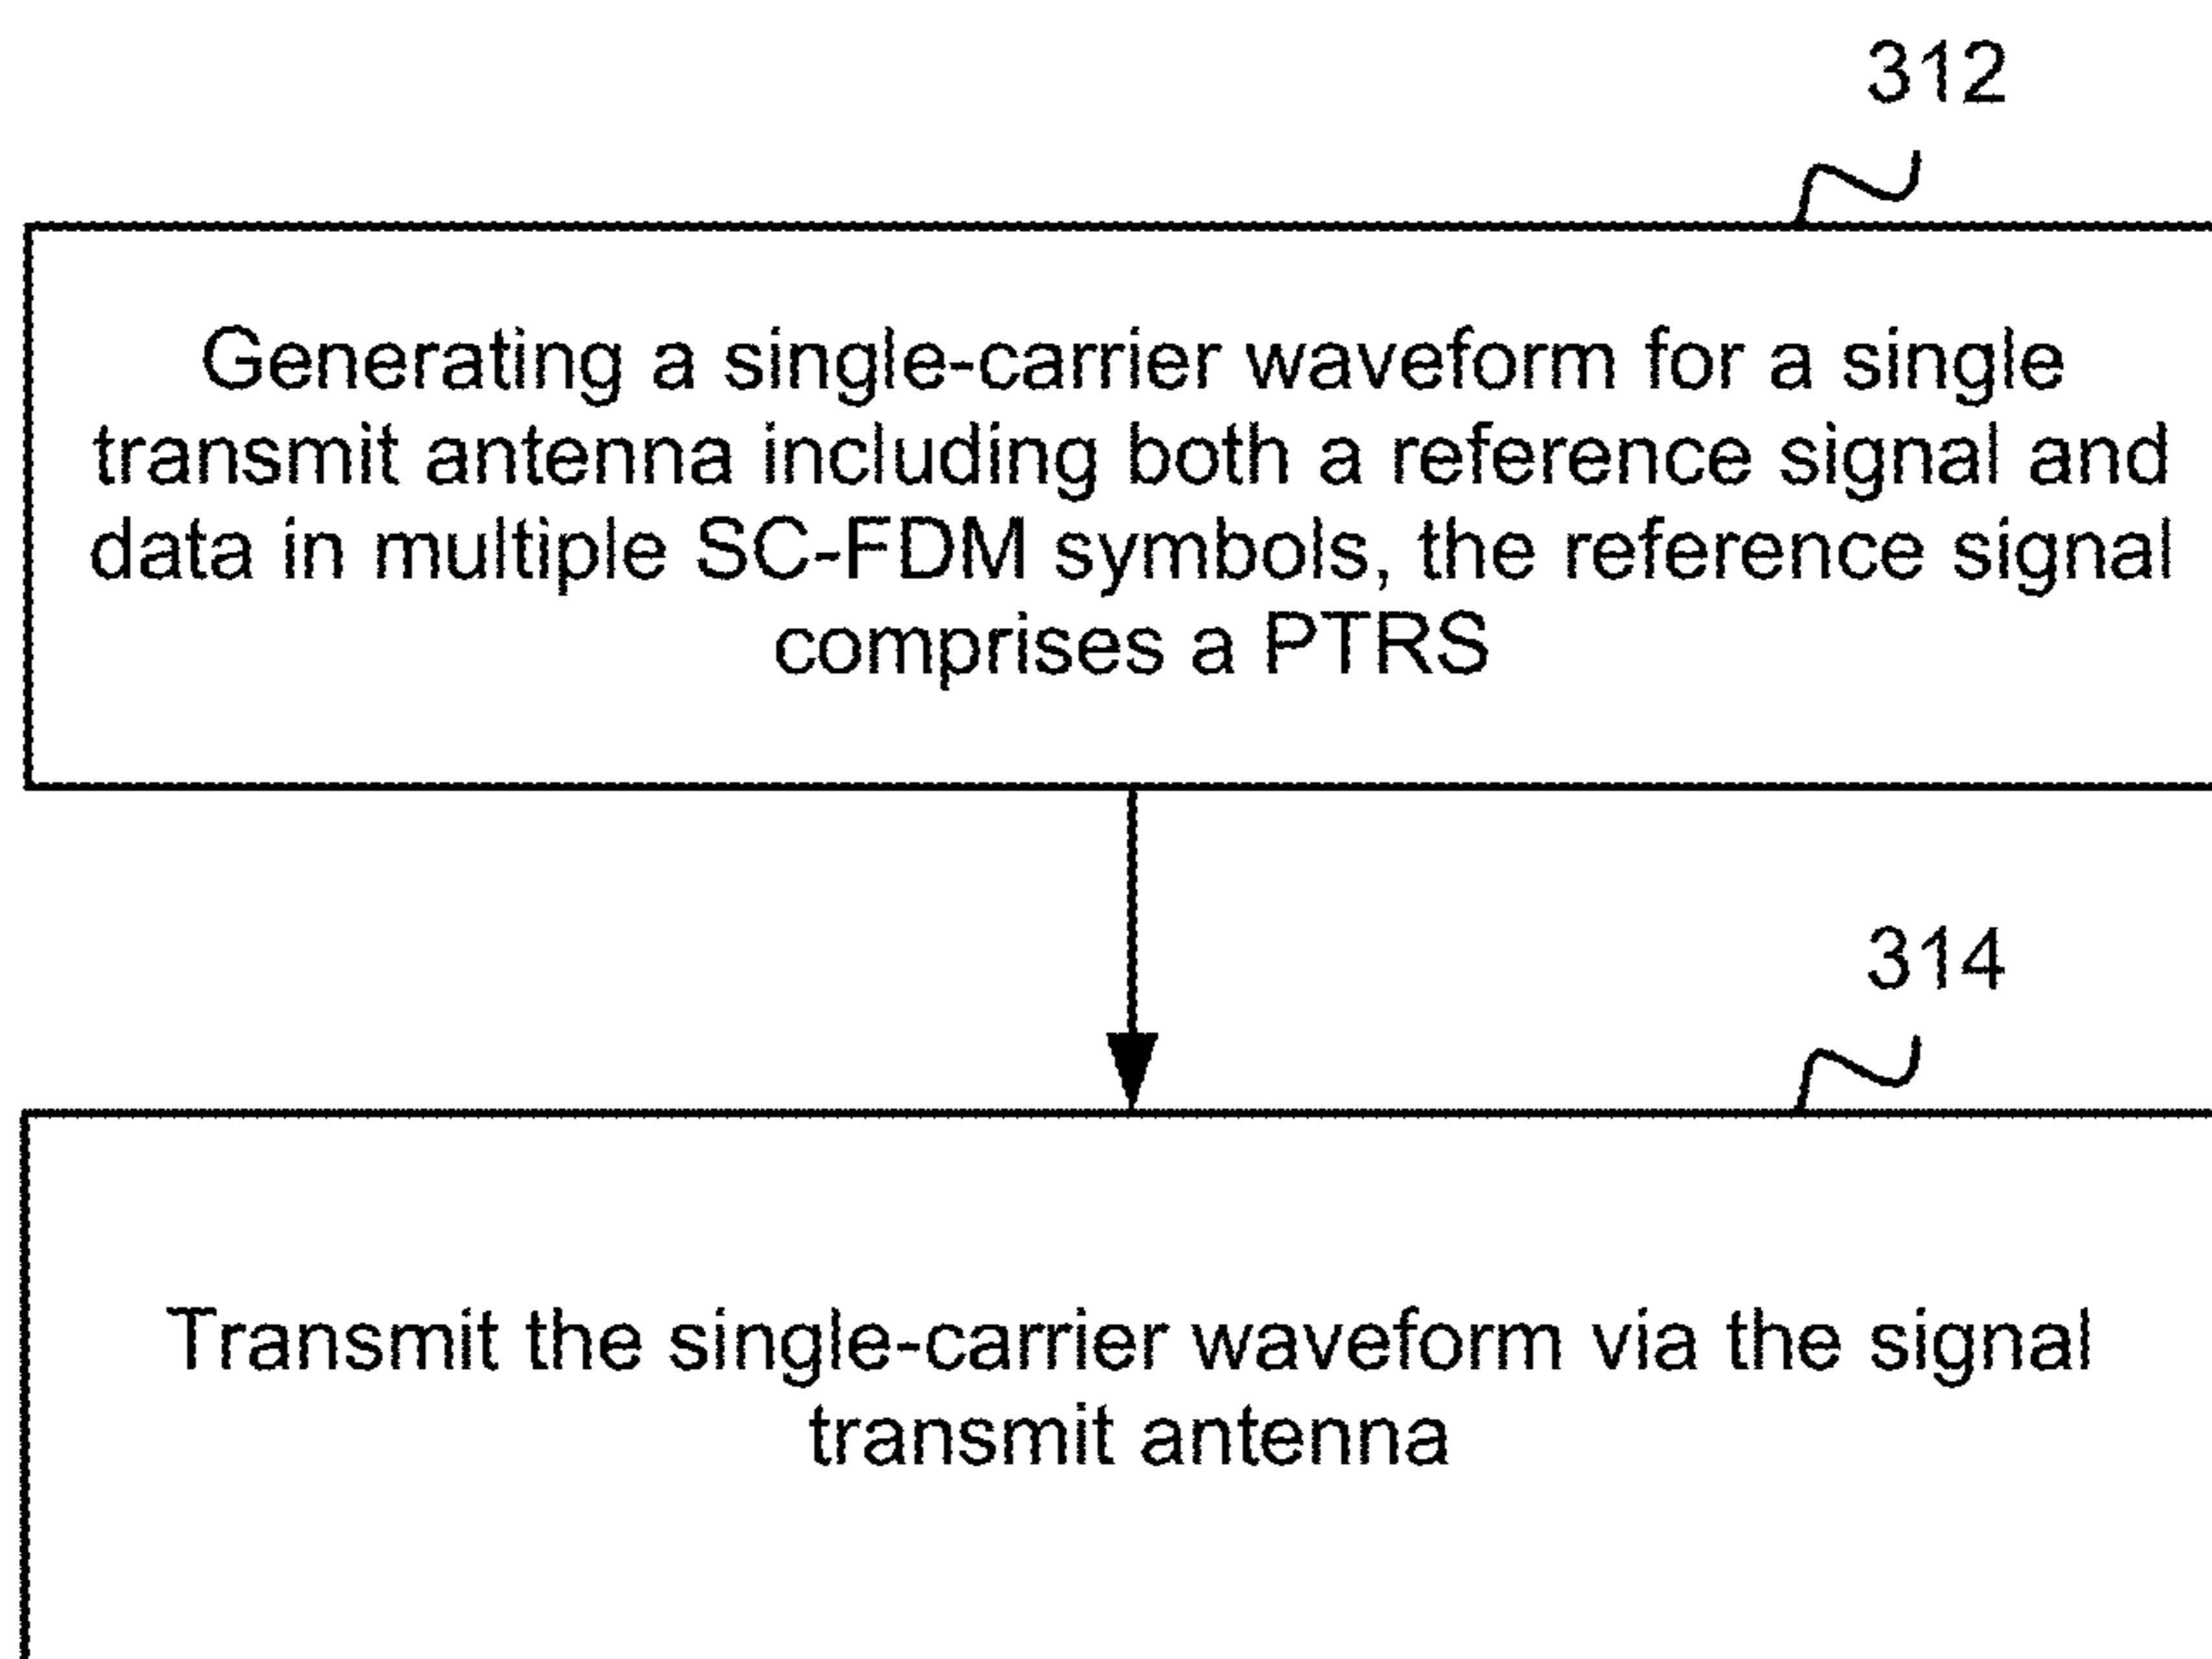 312
Generating a single-carrier waveform for a single
transmit antenna including both a reference signal and
data in multiple SC-FDM symbols, the reference signal
comprises a PTRS
314
Transmit the single-carrier waveform via the signal
transmit antenna